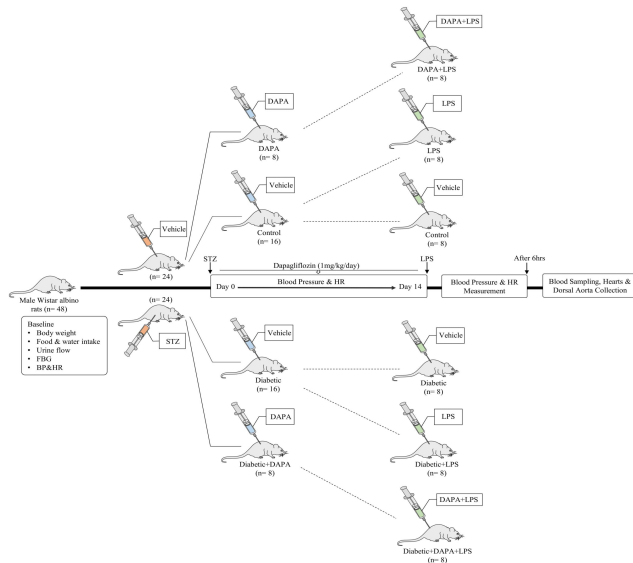 DAPA+LPS
DAPA+LPS
(n= 8)
DAPA
DAPA
(n= 8)
LPS
LPS
(n= 8)
Vehicle
Control
(n= 16)
Vehicle
Control
(n= 8)
Vehicle
(n= 24)
STZ
Dapagliflozin (1mg/kg/day)
LPS
After 6hrs
Day 0
Blood Pressure & HR
Day 14
Blood Pressure & HR
Measurement
Blood Sampling, Hearts &
Dorsal Aorta Collection
Male Wistar albino
rats (n= 48)
(n= 24)
Baseline
• Body weight
• Food & water intake
• Urine flow
• FBG
• BP&HR
STZ
Vehicle
Diabetic
(n= 16)
Vehicle
Diabetic
(n= 8)
DAPA
Diabetic+DAPA
(n= 8)
LPS
Diabetic+LPS
(n= 8)
DAPA+LPS
Diabetic+DAPA+LPS
(n= 8)